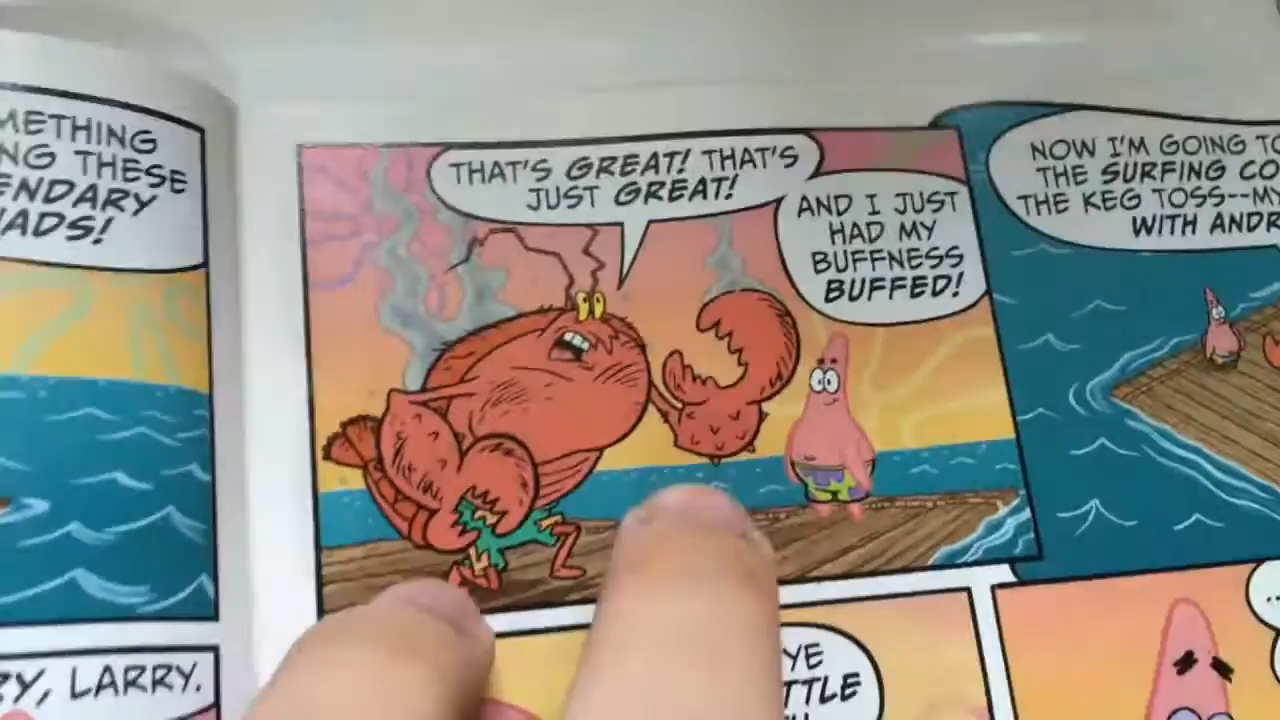 METHING
NG THESE
ENDARY
ADS!
THAT'S GREAT! THAT'S
JUST GREAT!
AND I JUST
HAD MY
BUFFNESS
BUFFED!
NOW I'M GOING TO
THE SURFING CO
THE KEG TOSS--MY
WITH ANDR
RY, LARRY.
YE
TTLE